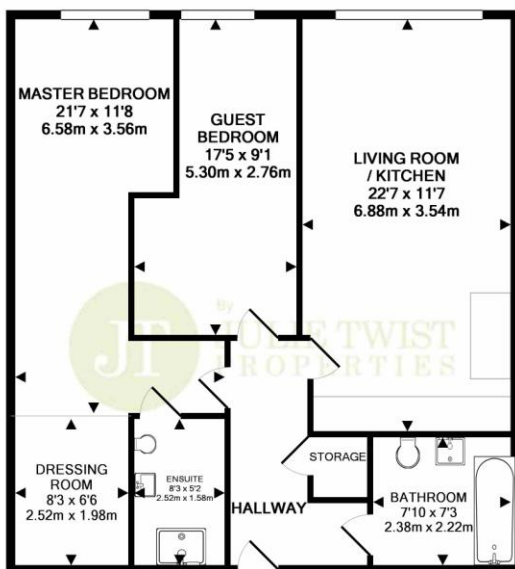 MASTER BEDROOM
21'7 x 11'8
6.58m x 3.56m
GUEST
BEDROOM
17'5 x 9'1
5.30m x 2.76m
LIVING ROOM
/ KITCHEN
22'7 x 11'7
6.88m x 3.54m
JT
By
JULIE TWIST
PROPERTIES
DRESSING
ROOM
8'3 x 6'6
2.52m x 1.98m
ENSUITE
8'3 x 5'2
2.52m x 1.58m
STORAGE
HALLWAY
BATHROOM
7'10 x 7'3
2.38m x 2.22m